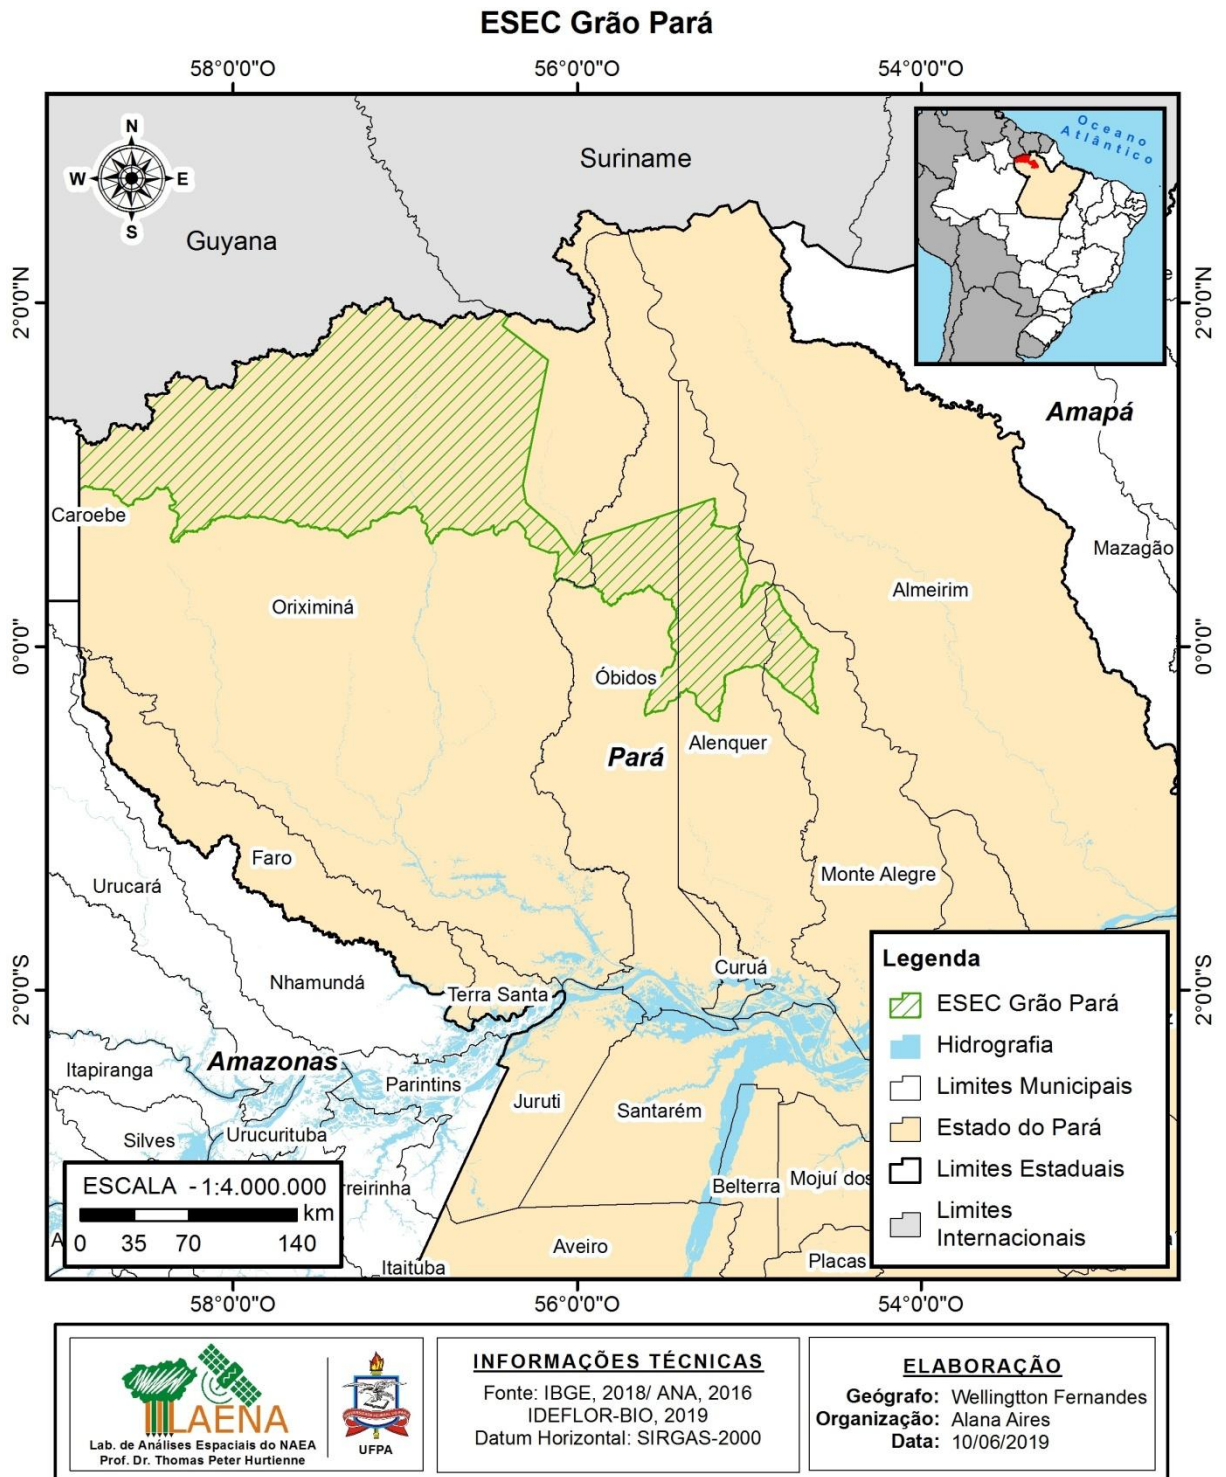 ESEC Grão Pará
58°0'0"O
56°0'0"O
54°0'0"O
N
W
E
S
Suriname
Guyana
Oceano
Atlântico
2°0'0"N
2°0'0"N
e
Amapá
Caroebe
Mazagão
Oriximiná
Almeirim
0°0'0"
0°0'0"
Óbidos
Pará
Alenquer
Faro
Urucará
Monte Alegre
Nhamundá
Curuá
Terra Santa
2°0'0"S
2°0'0"S
Amazonas
Itapiranga
Parintins
Juruti
Santarém
Silves
Urucurituba
rreirinha
Belterra
Mojuí dos
Aveiro
Itaituba
Placas
A
Legenda
ESEC Grão Pará
Hidrografia
Limites Municipais
Estado do Pará
Limites Estaduais
Limites
Internacionais
ESCALA - 1:4.000.000
km
0 35 70 140
58°0'0"O
56°0'0"O
54°0'0"O
LAENA
Lab. de Análises Espaciais do NAEA
Prof. Dr. Thomas Peter Hurtienne
UFPA
INFORMAÇÕES TÉCNICAS
Fonte: IBGE, 2018/ ANA, 2016
IDEFLOR-BIO, 2019
Datum Horizontal: SIRGAS-2000
ELABORAÇÃO
Geógrafo: Wellingtton Fernandes
Organização: Alana Aires
Data: 10/06/2019